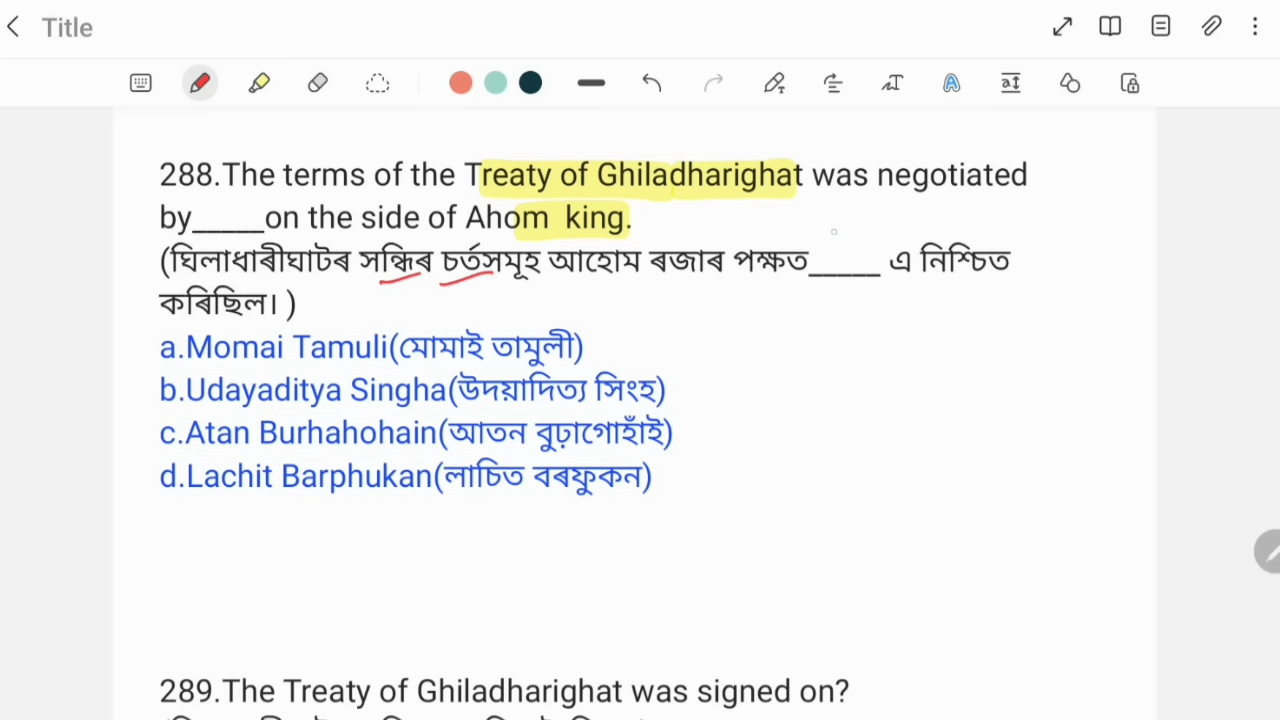 Title
288.The terms of the Treaty of Ghiladharighat was negotiated
by_____on the side of Ahom king.
(ঘিলাধাৰীঘাটৰ সন্ধিৰ চৰ্তসমূহ আহোম ৰজাৰ পক্ষত_____ এ নিশ্চিত
কৰিছিল। )
a.Momai Tamuli(মোমাই তামুলী)
b.Udayaditya Singha(উদয়াদিত্য সিংহ)
c.Atan Burhahohain(আতন বুঢ়াগোহাঁই)
d.Lachit Barphukan(লাচিত বৰফুকন)
289.The Treaty of Ghiladharighat was signed on?